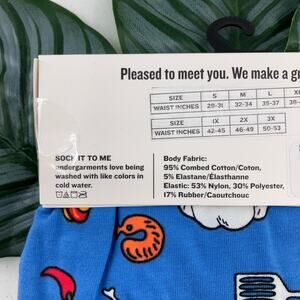 Pleased to meet you. We make a gr
SIZE S M L X
WAIST INCHES 29-31 32-34 35-37 38-
SIZE 1X 2X 3X
WAIST INCHES 42-45 46-49 50-53
SOCK IT TO ME
undergarments love being
washed with like colors in
cold water.
Body Fabric:
95% Combed Cotton/Coton,
5% Elastane/Élasthanne
Elastic: 53% Nylon, 30% Polyester,
17% Rubber/Caoutchouc